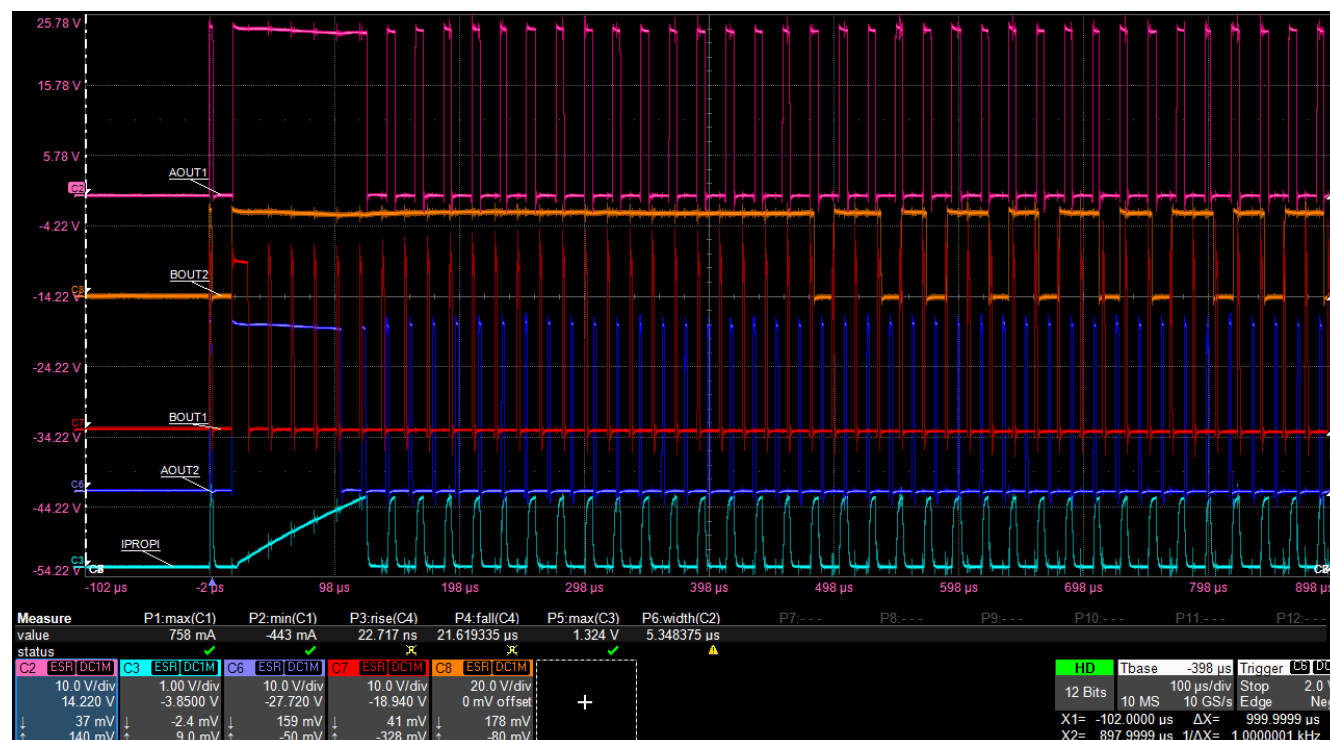 25.78 V
15.78 V
5.78 V
AOUT1
C2
-4.22 V
BOUT2
C8
-14.22 V
-24.22 V
BOUT1
C7
-34.22 V
AOUT2
C6
-44.22 V
IPROPI
C3
-54.22 V
-102 µs -2 µs 98 µs 198 µs 298 µs 398 µs 498 µs 598 µs 698 µs 798 µs 898 µs
Measure P1:max(C1) P2:min(C1) P3:rise(C4) P4:fall(C4) P5:max(C3) P6:width(C2) P7:- - - P8:- - - P9:- - - P10:- - - P11:- - - P12:- - -
value 758 mA -443 mA 22.717 ns 21.619335 µs 1.324 V 5.348375 µs
status
C2 ESR DC1M C3 ESR DC1M C6 ESR DC1M C7 ESR DC1M C8 ESR DC1M HD Tbase -398 µs Trigger C6 DC
10.0 V/div 1.00 V/div 10.0 V/div 10.0 V/div 20.0 V/div 100 µs/div Stop 2.0 V
14.220 V -3.8500 V -27.720 V -18.940 V 0 mV offset 12 Bits 10 MS 10 GS/s Edge Neg
37 mV -2.4 mV 159 mV 41 mV 178 mV X1= -102.0000 µs ΔX= 999.9999 µs
140 mV 9.0 mV -50 mV -328 mV -80 mV X2= 897.9999 µs 1/ΔX= 1.0000001 kHz